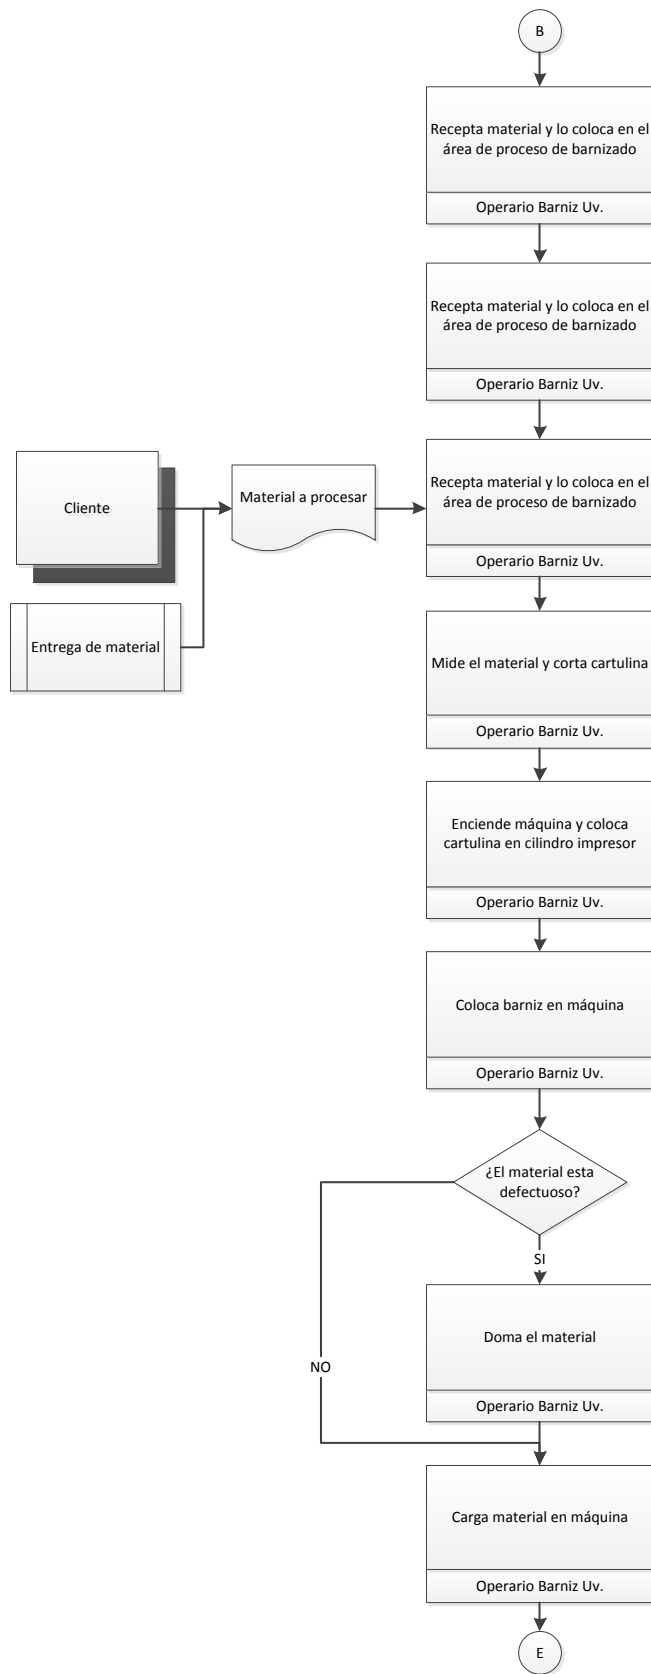 B
Recepta material y lo coloca en el
área de proceso de barnizado
Operario Barniz Uv.
Recepta material y lo coloca en el
área de proceso de barnizado
Operario Barniz Uv.
Cliente
Material a procesar
Recepta material y lo coloca en el
área de proceso de barnizado
Operario Barniz Uv.
Entrega de material
Mide el material y corta cartulina
Operario Barniz Uv.
Enciende máquina y coloca
cartulina en cilindro impresor
Operario Barniz Uv.
Coloca barniz en máquina
Operario Barniz Uv.
¿El material esta
defectuoso?
SI
Doma el material
NO
Operario Barniz Uv.
Carga material en máquina
Operario Barniz Uv.
E